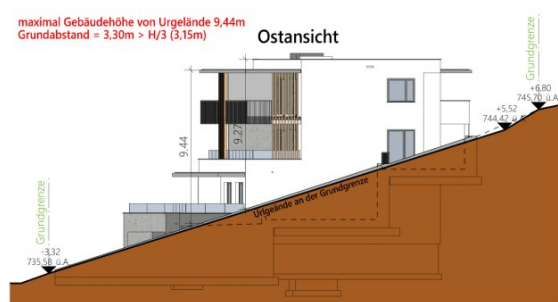 maximal Gebäudehöhe von Urgelände 9,44m
Grundabstand = 3,30m > H/3 (3,15m)
Ostansicht
Grundgrenze
+6,80
745,70 ü.A.
+5,52
744,42 ü.A.
9.44
9.27
Urgelände an der Grundgrenze
Grundgrenze
-3,32
735,58 ü.A.